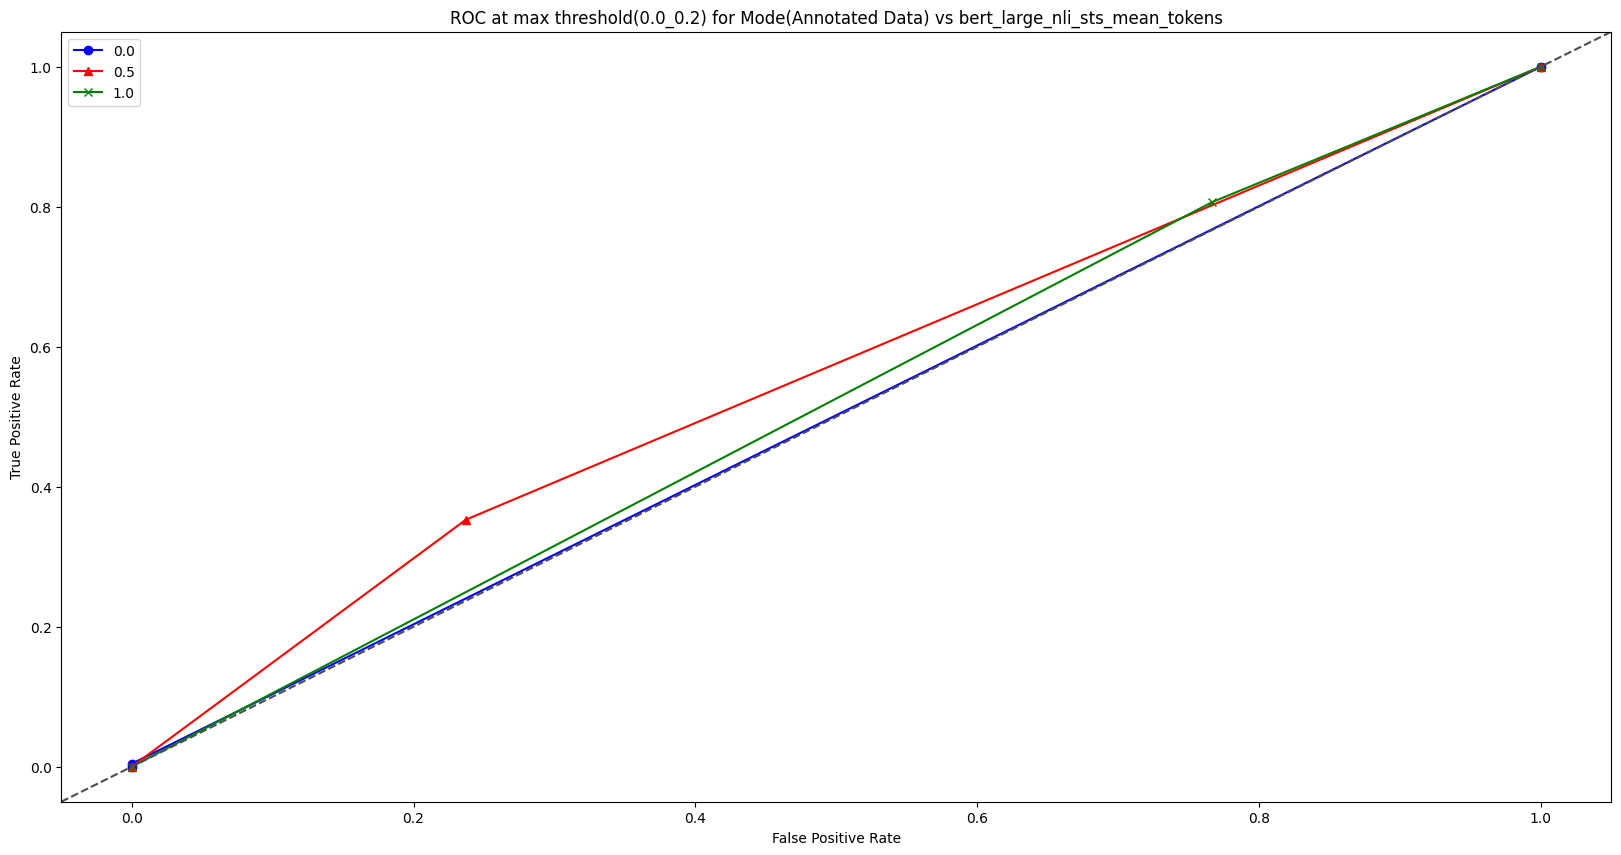 ROC at max threshold(0.0_0.2) for Mode(Annotated Data) vs bert_large_nli_sts_mean_tokens
0.0
0.5
1.0
1.0
0.8
0.6
0.4
0.2
0.0
True Positive Rate
0.0 0.2 0.4 0.6 0.8 1.0
False Positive Rate